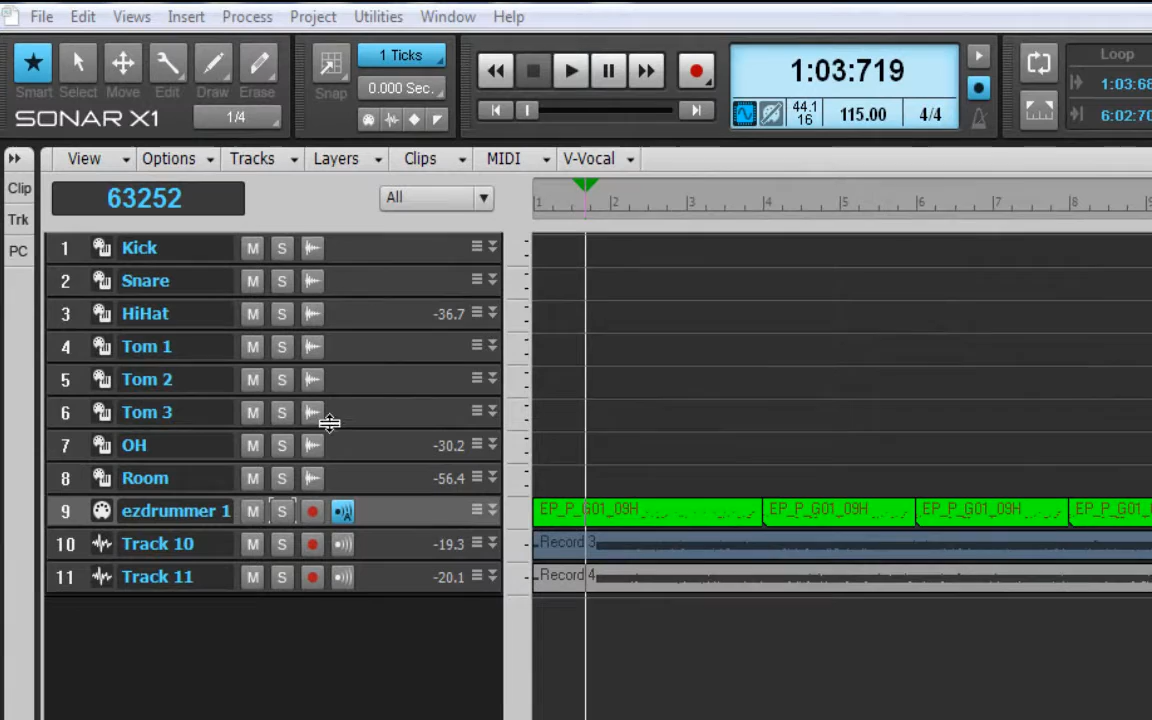 File Edit Views Insert Process Project Utilities Window Help
1 Ticks
0.000 Sec.
Smart Select Move Edit Draw Erase Snap
SONAR X1
1/4
1:03:719
44.1
16
115.00
4/4
Loop
1:03:68
6:02:70
View Options Tracks Layers Clips MIDI V-Vocal
Clip
Trk
PC
63252
All
1 2 3 4 5 6 7 8 9
1 Kick M S
2 Snare M S
3 HiHat M S -36.7
4 Tom 1 M S
5 Tom 2 M S
6 Tom 3 M S
7 OH M S -30.2
8 Room M S -56.4
9 ezdrummer 1 M S
EP_P_G01_09H EP_P_G01_09H EP_P_G01_09H EP_P_G01_0
10 Track 10 M S -19.3 Record 3
11 Track 11 M S -20.1 Record 4